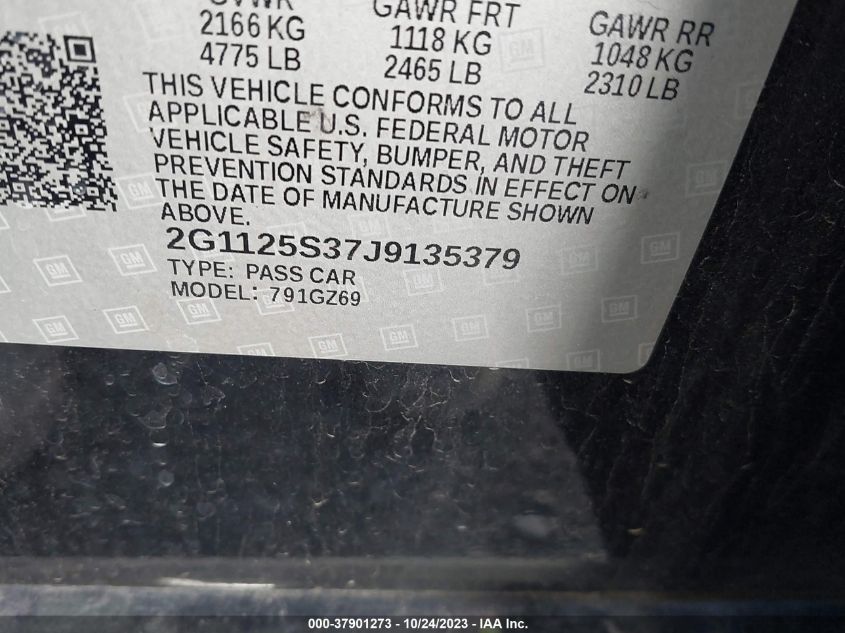 GVWR
2166 KG
4775 LB
GAWR FRT
1118 KG
2465 LB
GAWR RR
1048 KG
2310 LB
THIS VEHICLE CONFORMS TO ALL
APPLICABLE U.S. FEDERAL MOTOR
VEHICLE SAFETY, BUMPER, AND THEFT
PREVENTION STANDARDS IN EFFECT ON
THE DATE OF MANUFACTURE SHOWN
ABOVE.
2G1125S37J9135379
TYPE: PASS CAR
MODEL: 791GZ69
000-37901273 - 10/24/2023 - IAA Inc.